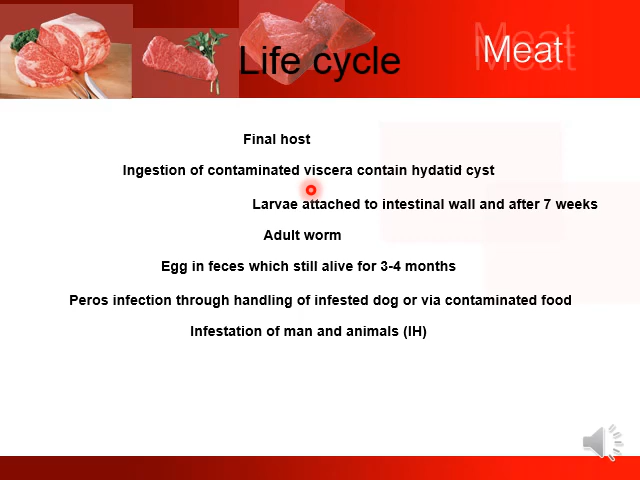 Life cycle
Meat
Final host
Ingestion of contaminated viscera contain hydatid cyst
Larvae attached to intestinal wall and after 7 weeks
Adult worm
Egg in feces which still alive for 3-4 months
Peros infection through handling of infested dog or via contaminated food
Infestation of man and animals (IH)